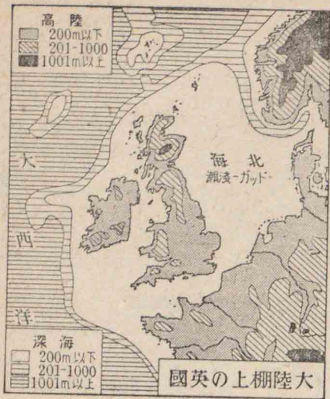 高陸
200m以下
201-1000
1001m以上
海北
瀬淺-ガッド
大西洋
深海
200m以下
201-1000
1001m以上
國英の上棚陸大